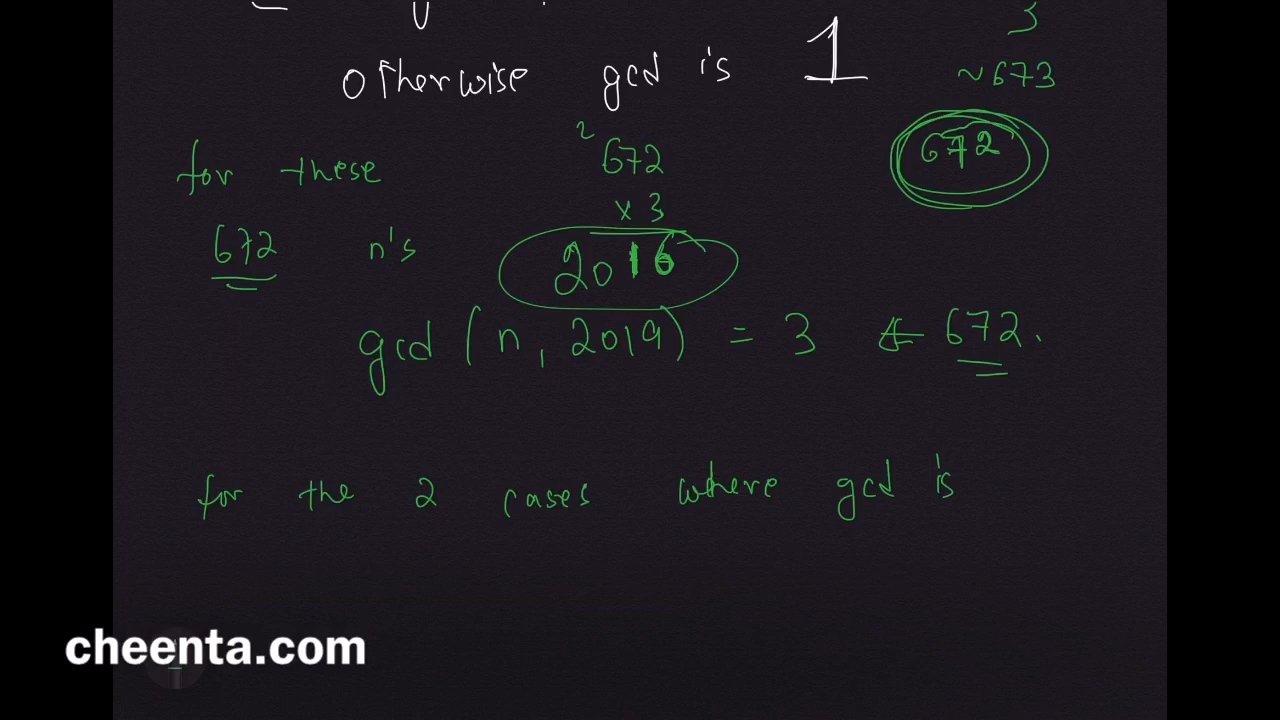 otherwise gcd is 1
3
~673
672
for these
2
672
x 3
2016
672 n's
gcd (n, 2019) = 3 ← 672.
for the 2 cases where gcd is
cheenta.com